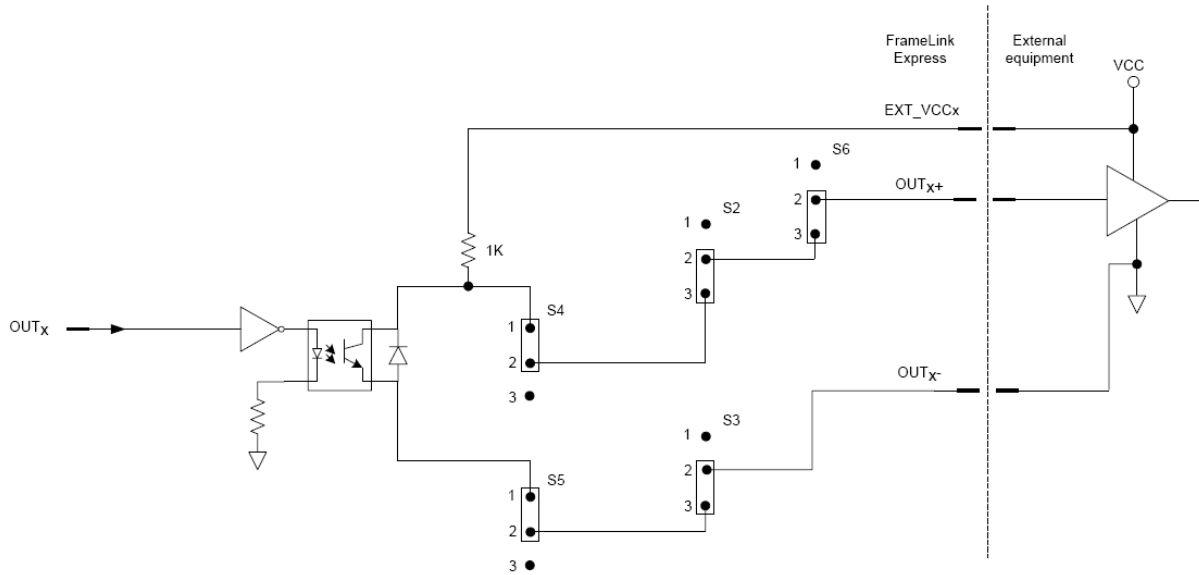 FrameLink
Express
External
equipment
VCC
EXT_VCCx
S6
1
OUTx+
2
3
S2
1
2
3
1K
S4
1
2
3
OUTx
OUTx-
S3
1
2
3
S5
1
2
3